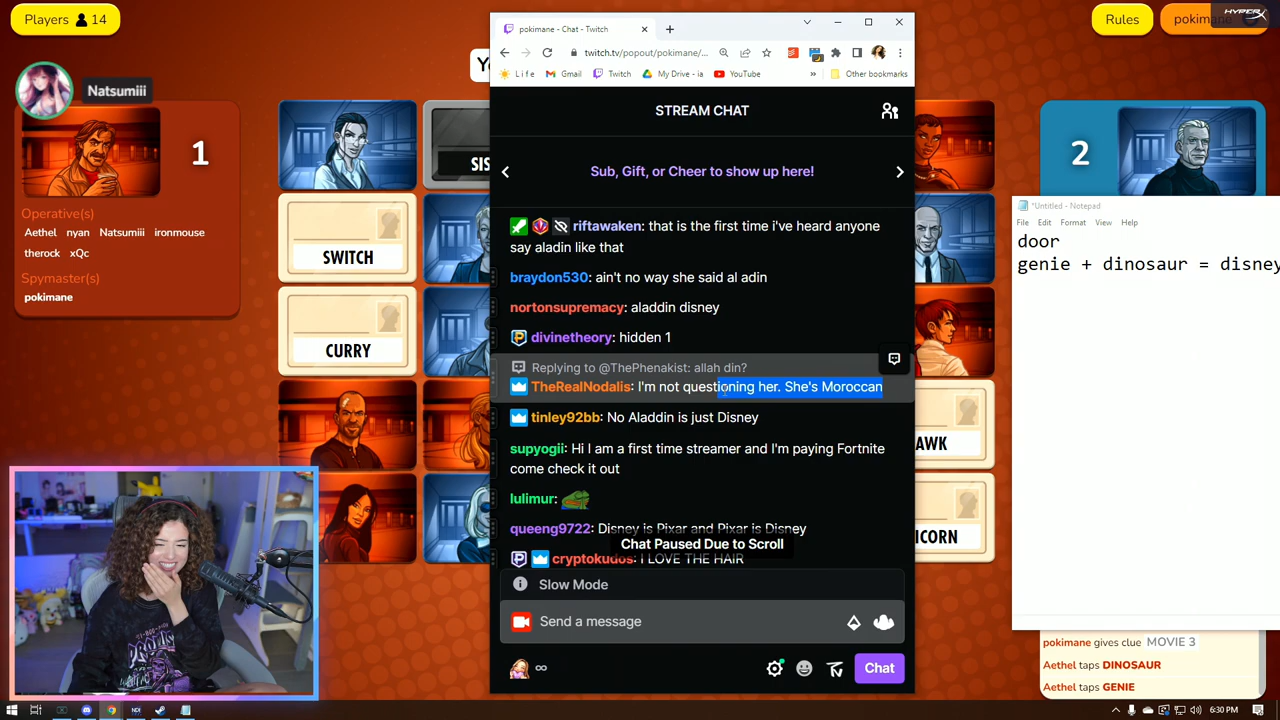 Players 14
Rules
pokimane
HYPERX
Natsumiii
1
Operative(s)
Aethel nyan Natsumiii ironmouse
therock xQc
Spymaster(s)
pokimane
SIS
SWITCH
CURRY
2
AWK
ICORN
pokimane - Chat - Twitch
twitch.tv/popout/pokimane/...
L i f e Gmail Twitch My Drive - ia YouTube » Other bookmarks
STREAM CHAT
Sub, Gift, or Cheer to show up here!
riftawaken: that is the first time i've heard anyone
say aladin like that
braydon530: ain't no way she said al adin
nortonsupremacy: aladdin disney
divinetheory: hidden 1
Replying to @ThePhenakist: allah din?
TheRealNodalis: I'm not questioning her. She's Moroccan
tinley92bb: No Aladdin is just Disney
supyogii: Hi I am a first time streamer and I'm paying Fortnite
come check it out
lulimur:
queeng9722: Disney is Pixar and Pixar is Disney
Chat Paused Due to Scroll
cryptokudos: I LOVE THE HAIR
Slow Mode
Send a message
∞
Chat
*Untitled - Notepad
File Edit Format View Help
door
genie + dinosaur = disney
pokimane gives clue MOVIE 3
Aethel taps DINOSAUR
Aethel taps GENIE
6:30 PM